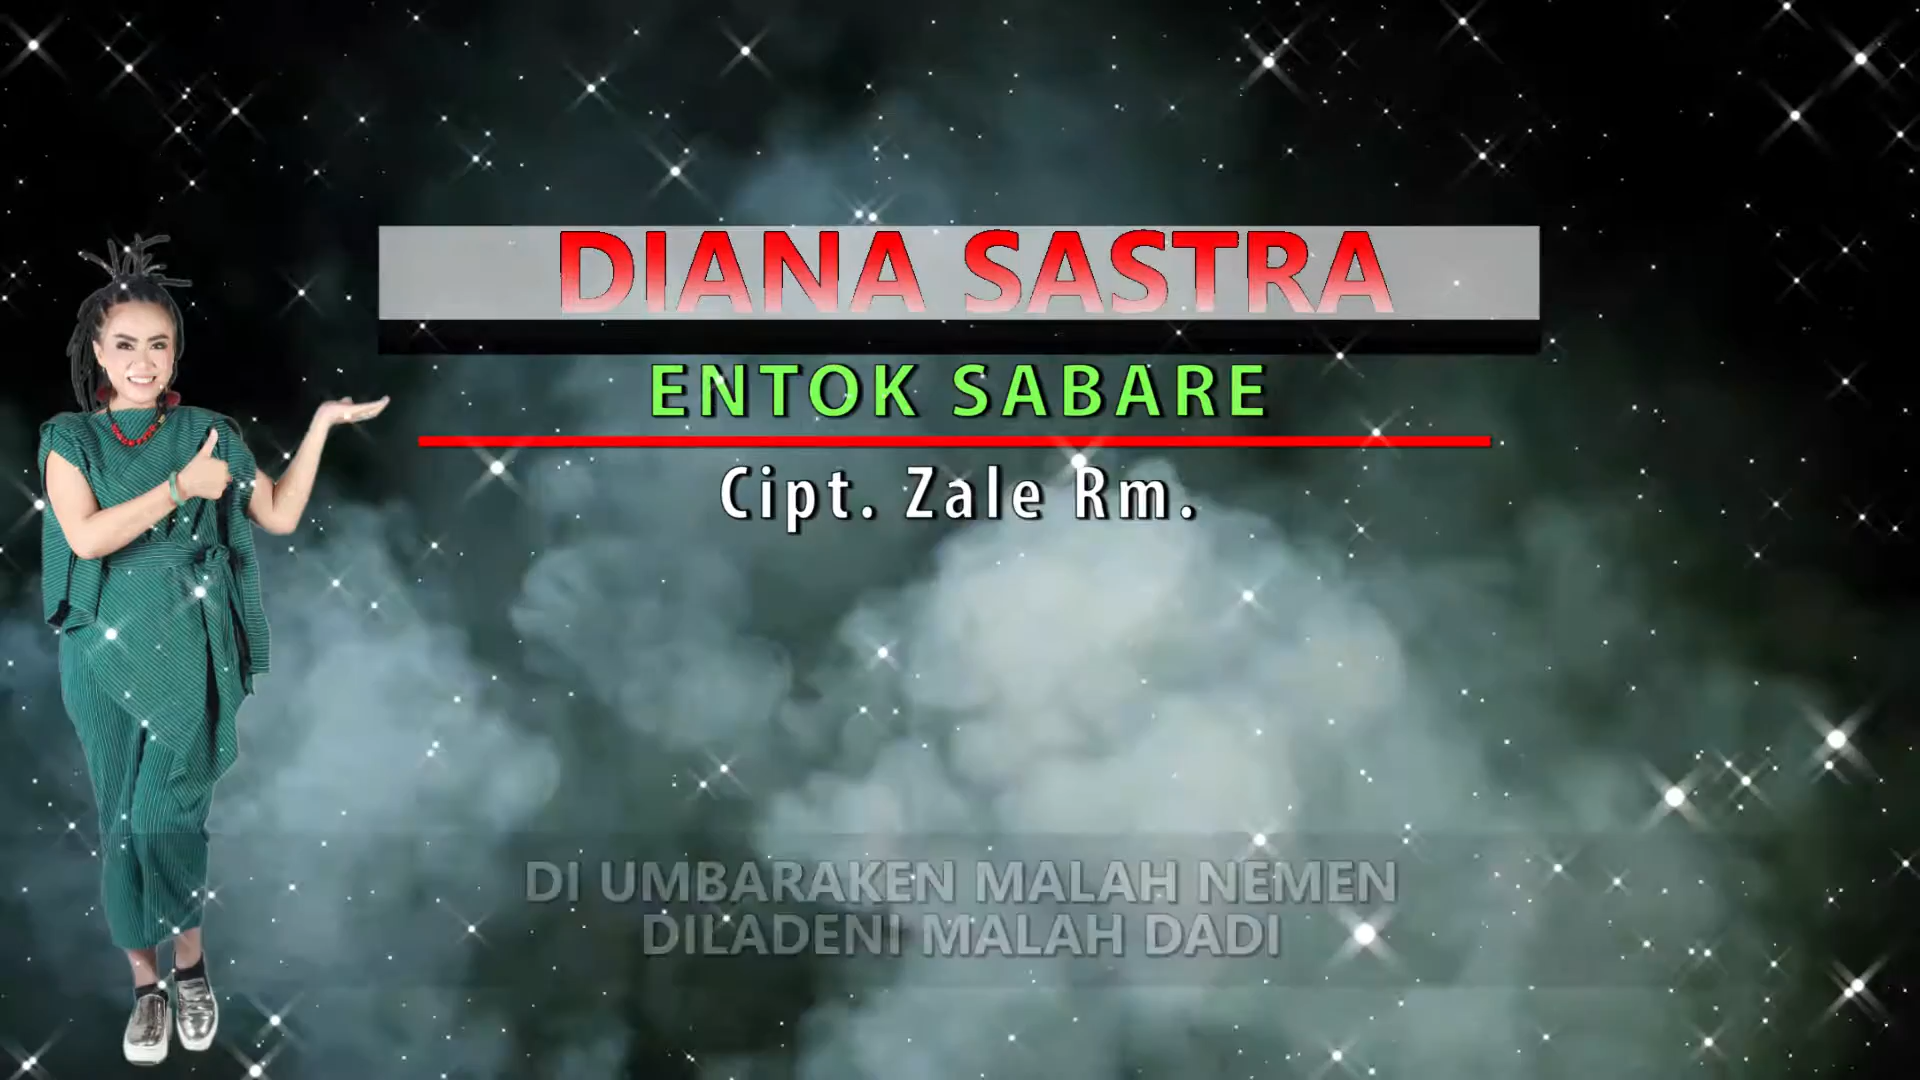 DIANA SASTRA
ENTOK SABARE
Cipt. Zale Rm.
DI UMBARAKEN MALAH NEMEN
DILADENI MALAH DADI